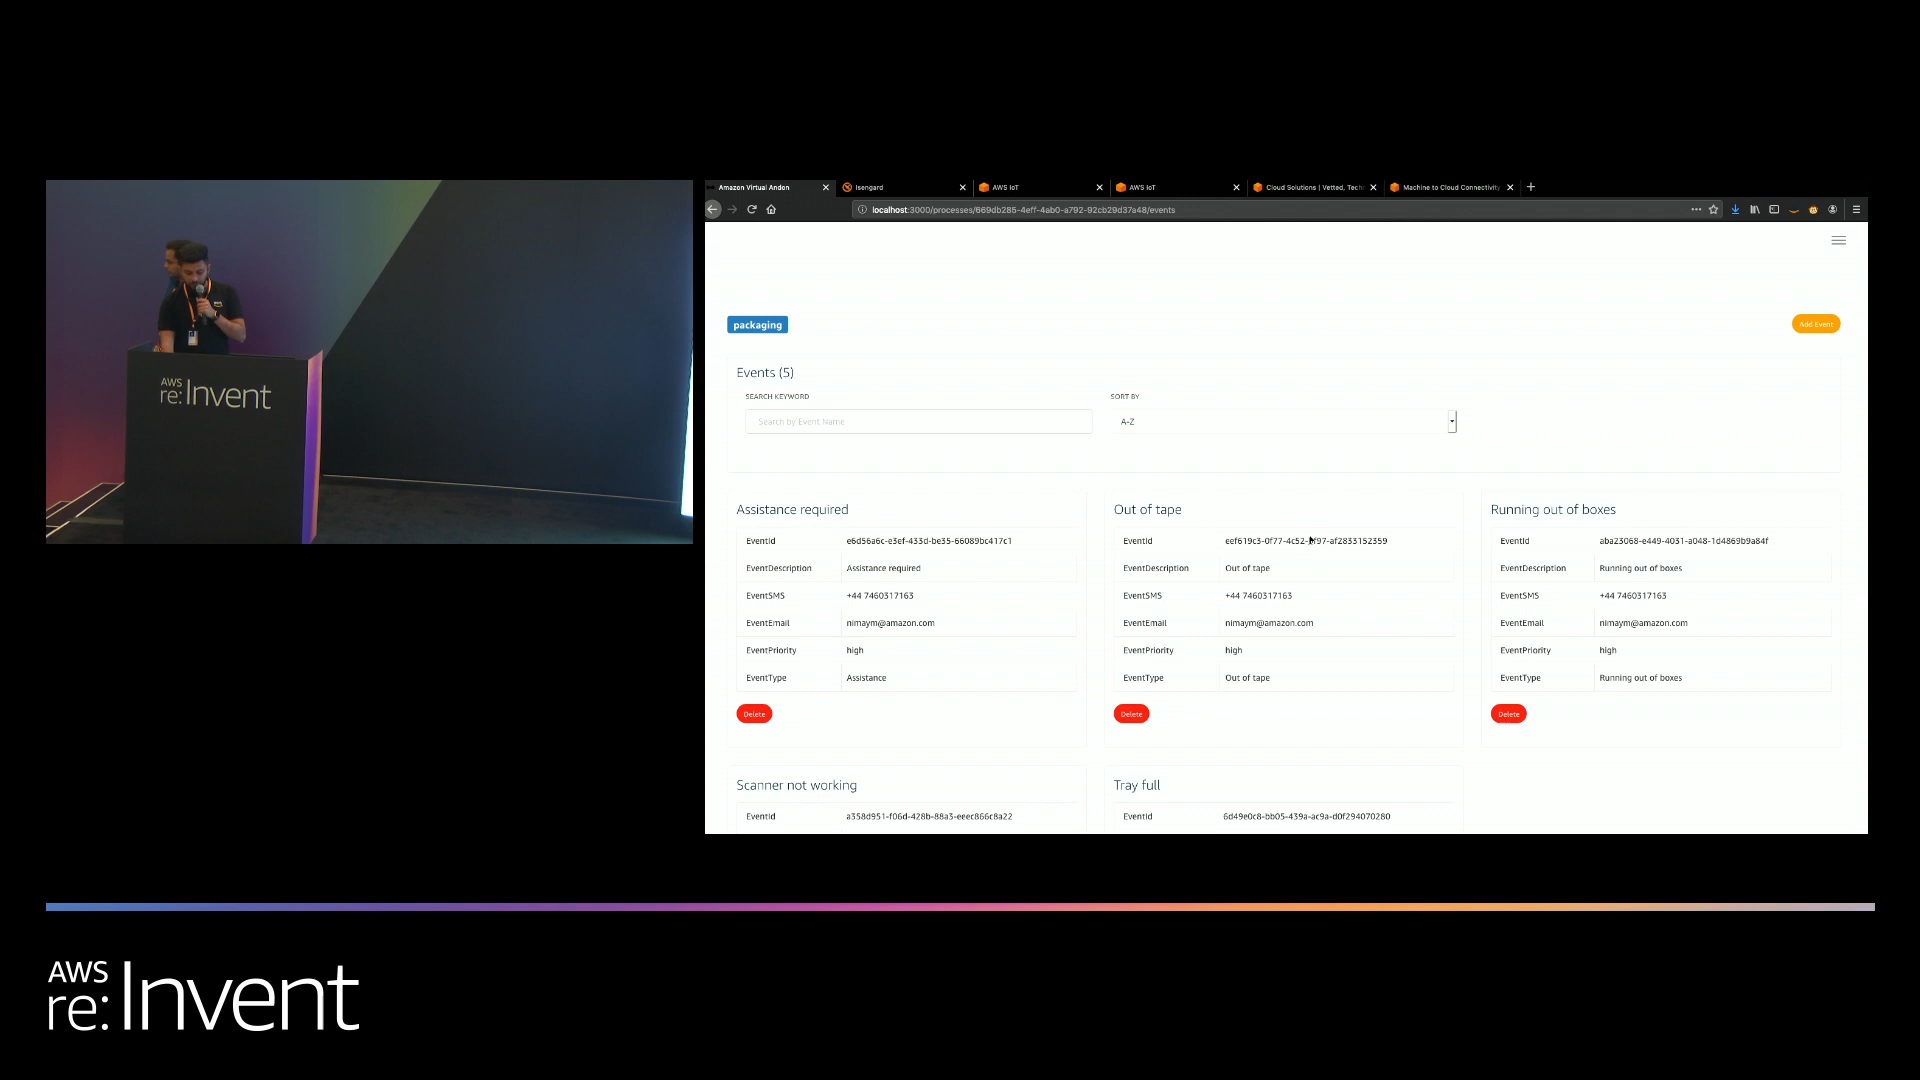 Amazon Virtual Andon
Isengard
AWS IoT
AWS IoT
Cloud Solutions | Vetted, Tech
Machine to Cloud Connectivity
localhost:3000/processes/669db285-4eff-4ab0-a792-92cb29d37a48/events
packaging
Add Event
Events (5)
SEARCH KEYWORD
SORT BY
Search by Event Name
A-Z
Assistance required
EventId e6d56a6c-e3ef-433d-be35-66089bc417c1
EventDescription Assistance required
EventSMS +44 7460317163
EventEmail nimaym@amazon.com
EventPriority high
EventType Assistance
Delete
Out of tape
EventId
EventDescription Out of tape
EventSMS +44 7460317163
EventEmail nimaym@amazon.com
EventPriority high
EventType Out of tape
Delete
Running out of boxes
EventId aba23068-e449-4031-a048-1d4869b9a84f
EventDescription Running out of boxes
EventSMS +44 7460317163
EventEmail nimaym@amazon.com
EventPriority high
EventType Running out of boxes
Delete
Scanner not working
EventId a358d951-f06d-428b-88a3-eeec866c8a22
Tray full
EventId 6d49e0c8-bb05-439a-ac9a-d0f294070280
AWS
re:Invent
AWS
re:Invent